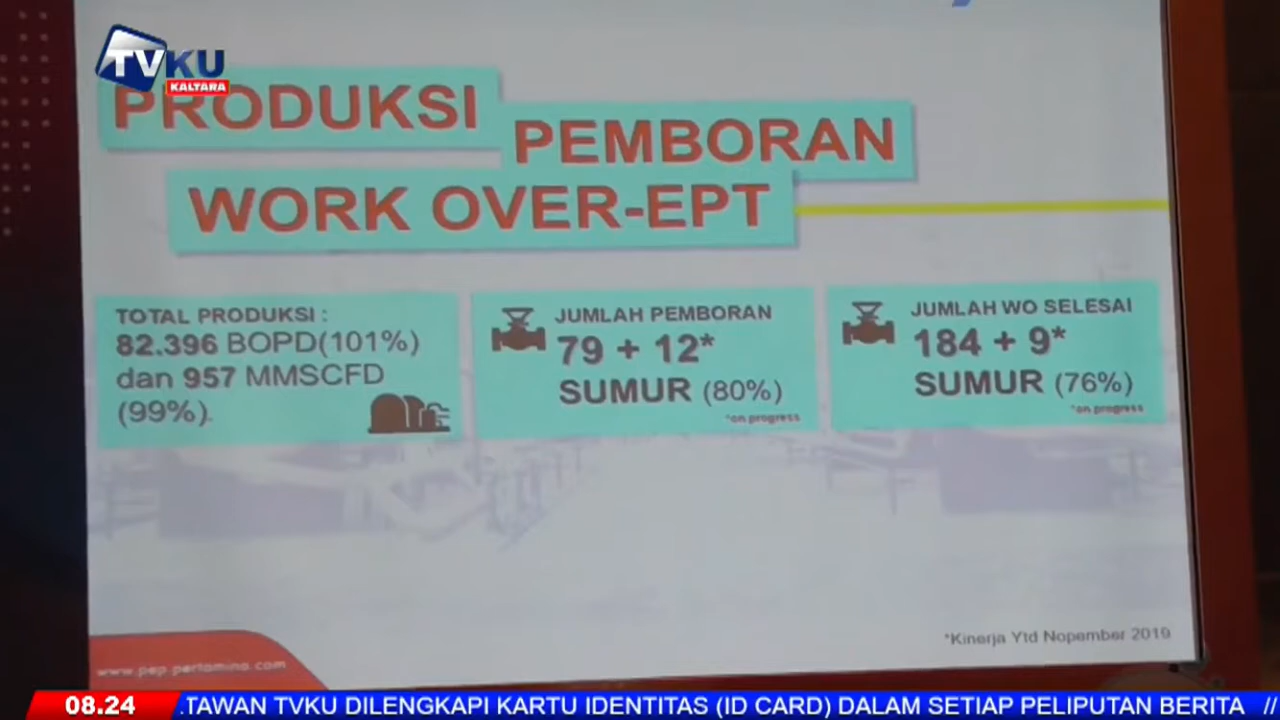 TVKU
KALTARA
PRODUKSI
PEMBORAN
WORK OVER-EPT
TOTAL PRODUKSI :
82.396 BOPD(101%)
dan 957 MMSCFD
(99%).
JUMLAH PEMBORAN
79 + 12*
SUMUR (80%)
*on progress
JUMLAH WO SELESAI
184 + 9*
SUMUR (76%)
*on progress
*Kinerja Ytd Nopember 2019
www.pep.pertamina.com
08.24
.TAWAN TVKU DILENGKAPI KARTU IDENTITAS (ID CARD) DALAM SETIAP PELIPUTAN BERITA //